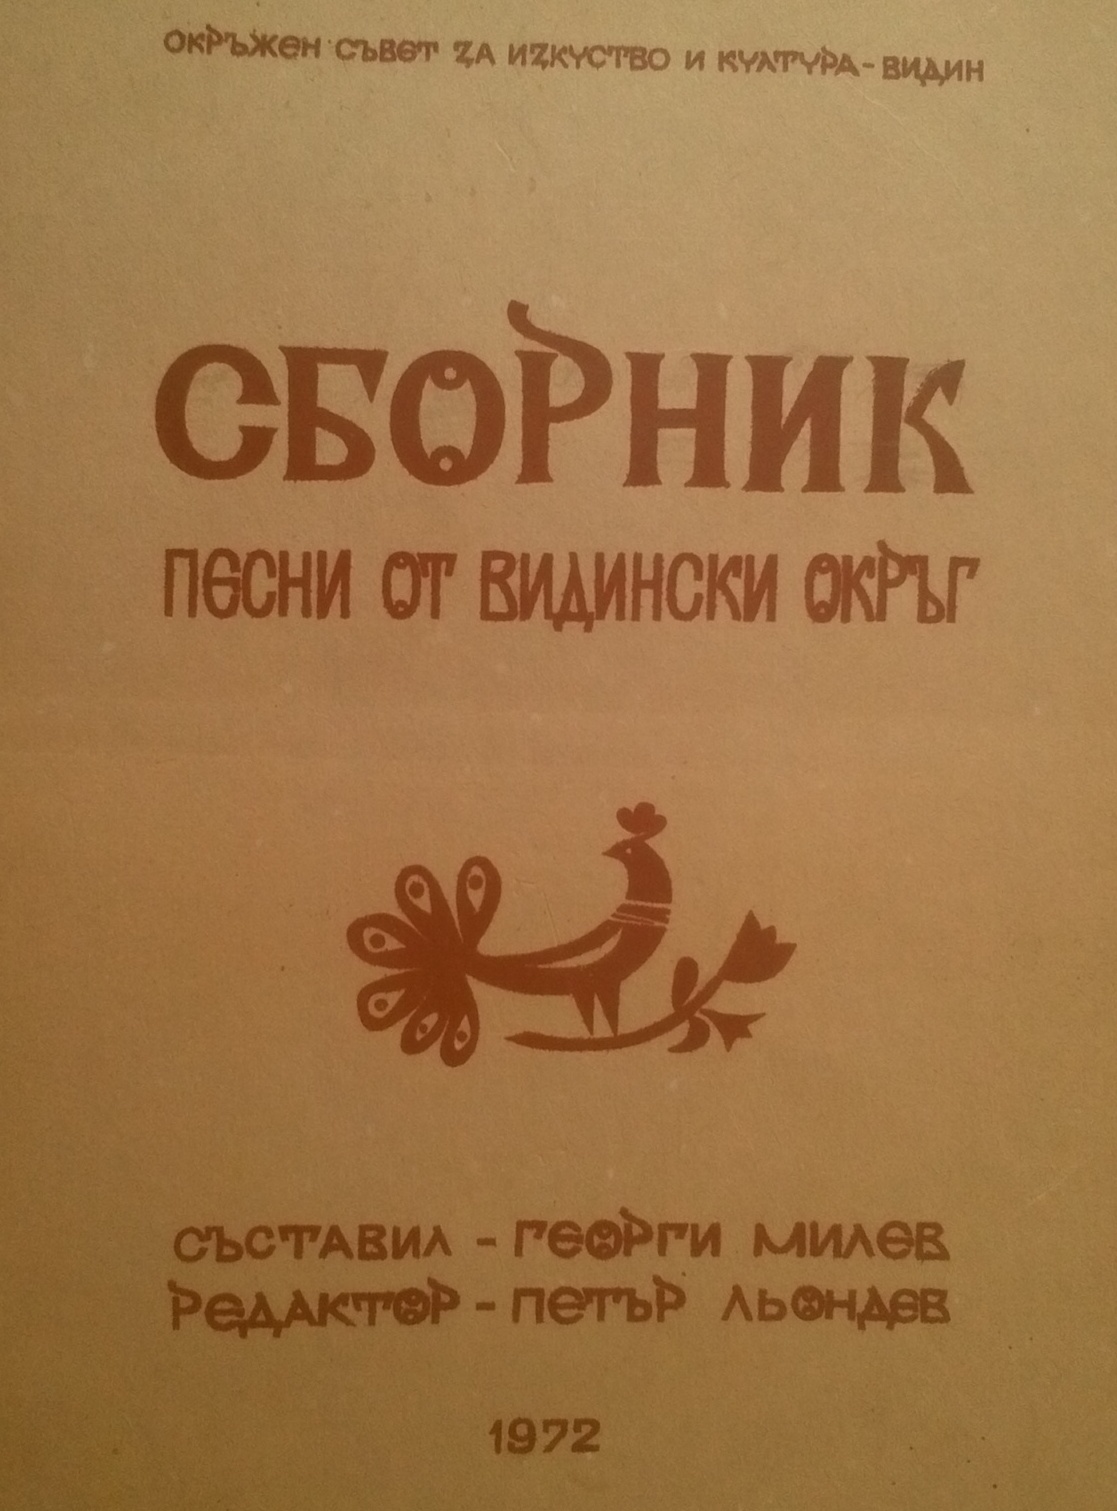 ОКРЪЖЕН СЪВЕТ ЗА ИЗКУСТВО И КУЛТУРА - ВИДИН
СБОРНИК
ПЕСНИ ОТ ВИДИНСКИ ОКРЪГ
СЪСТАВИЛ - ГЕОРГИ МИЛЕВ
РЕДАКТОР - ПЕТЪР ЛЬОНДЕВ
1972